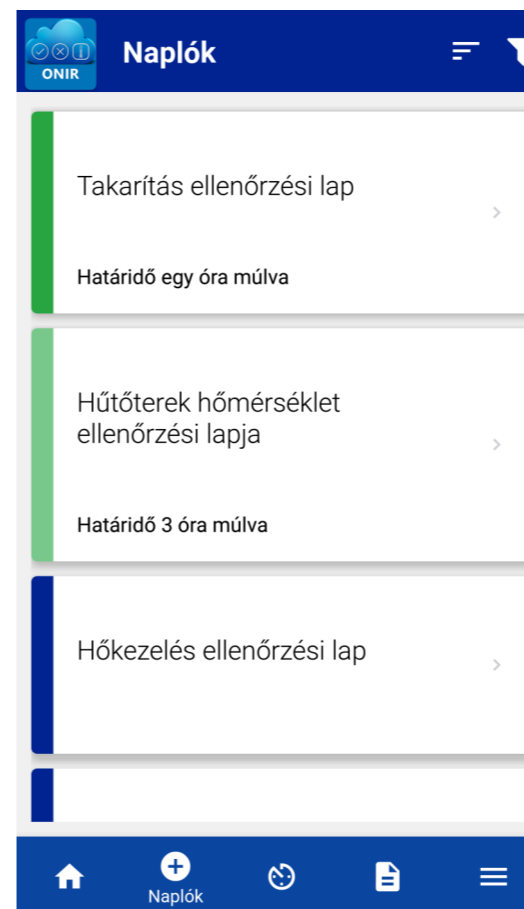 ONIR
Naplók
Takarítás ellenőrzési lap
Határidő egy óra múlva
Hűtőterek hőmérséklet
ellenőrzési lapja
Határidő 3 óra múlva
Hőkezelés ellenőrzési lap
Naplók